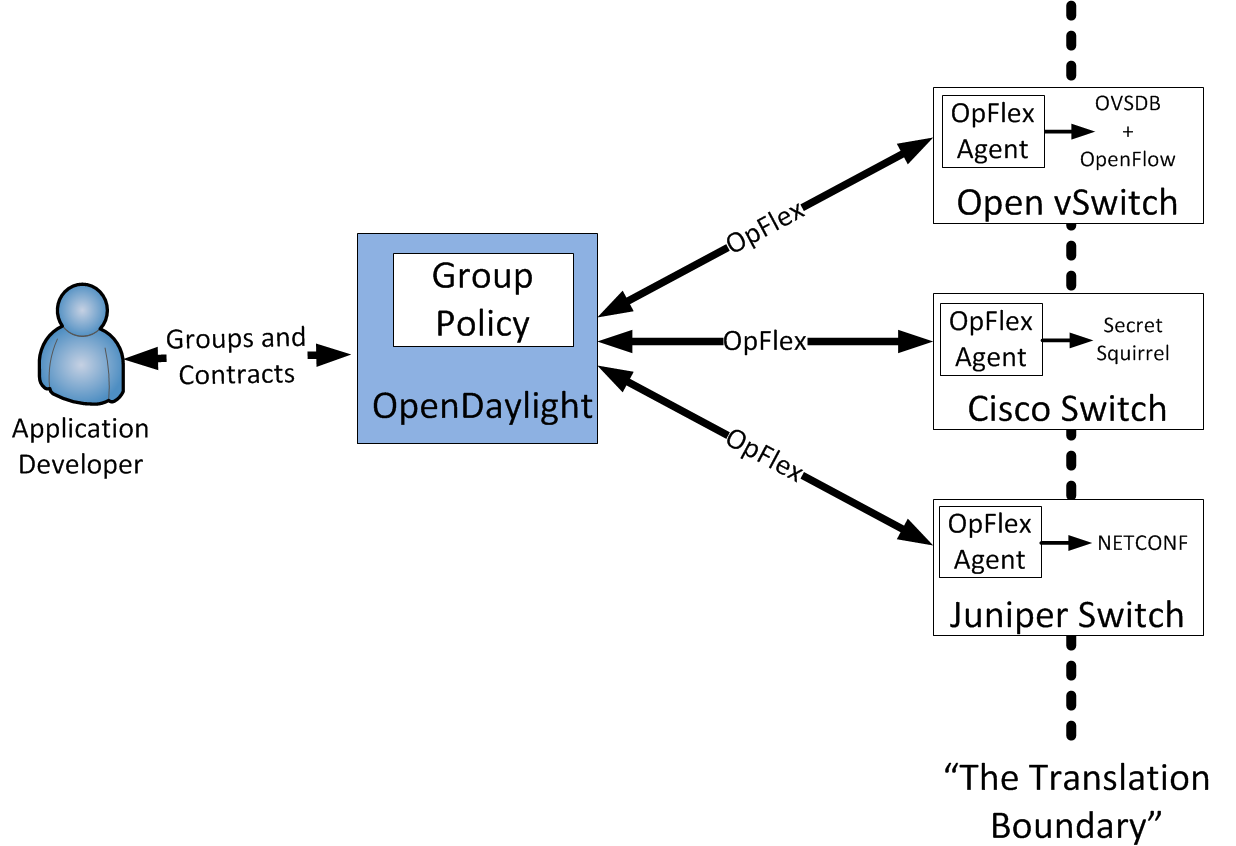 Application
Developer
Groups and
Contracts
Group
Policy
OpenDaylight
OpFlex
OpFlex
OpFlex
OpFlex
Agent
OVSDB
+
OpenFlow
Open vSwitch
OpFlex
Agent
Secret
Squirrel
Cisco Switch
OpFlex
Agent
NETCONF
Juniper Switch
“The Translation
Boundary”